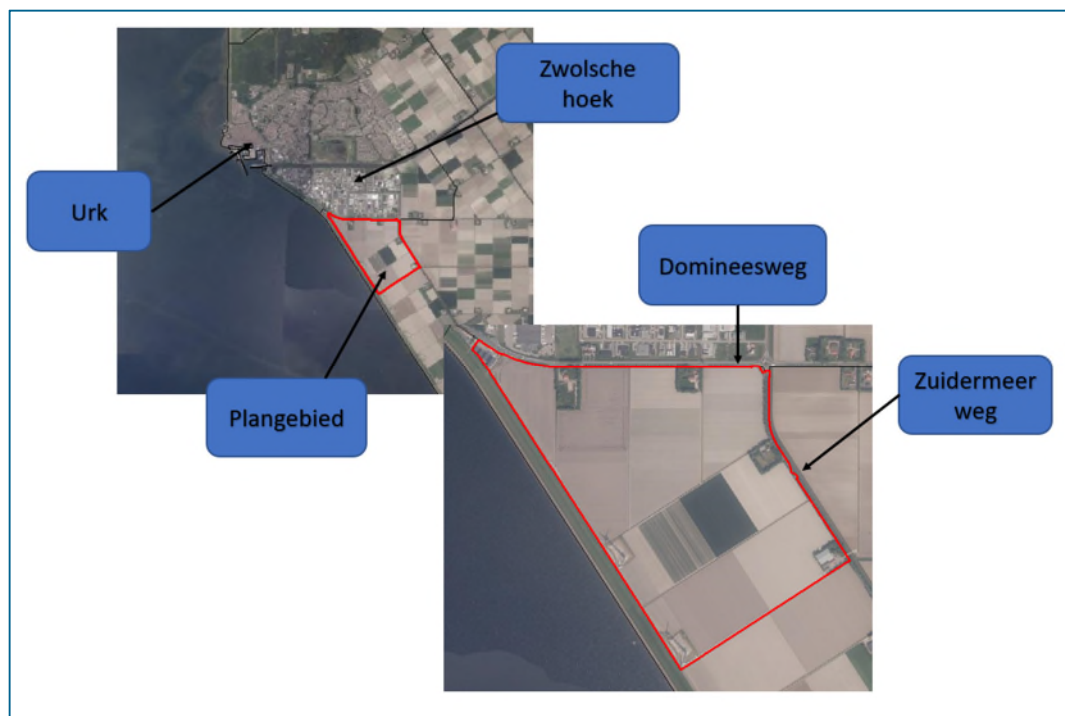 Zwolsche
hoek
Urk
Domineesweg
Plangebied
Zuidermeer
weg